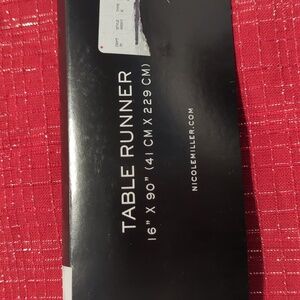 TABLE RUNNER
16" X 90" (41 CM X 229 CM)
NICOLEMILLER.COM